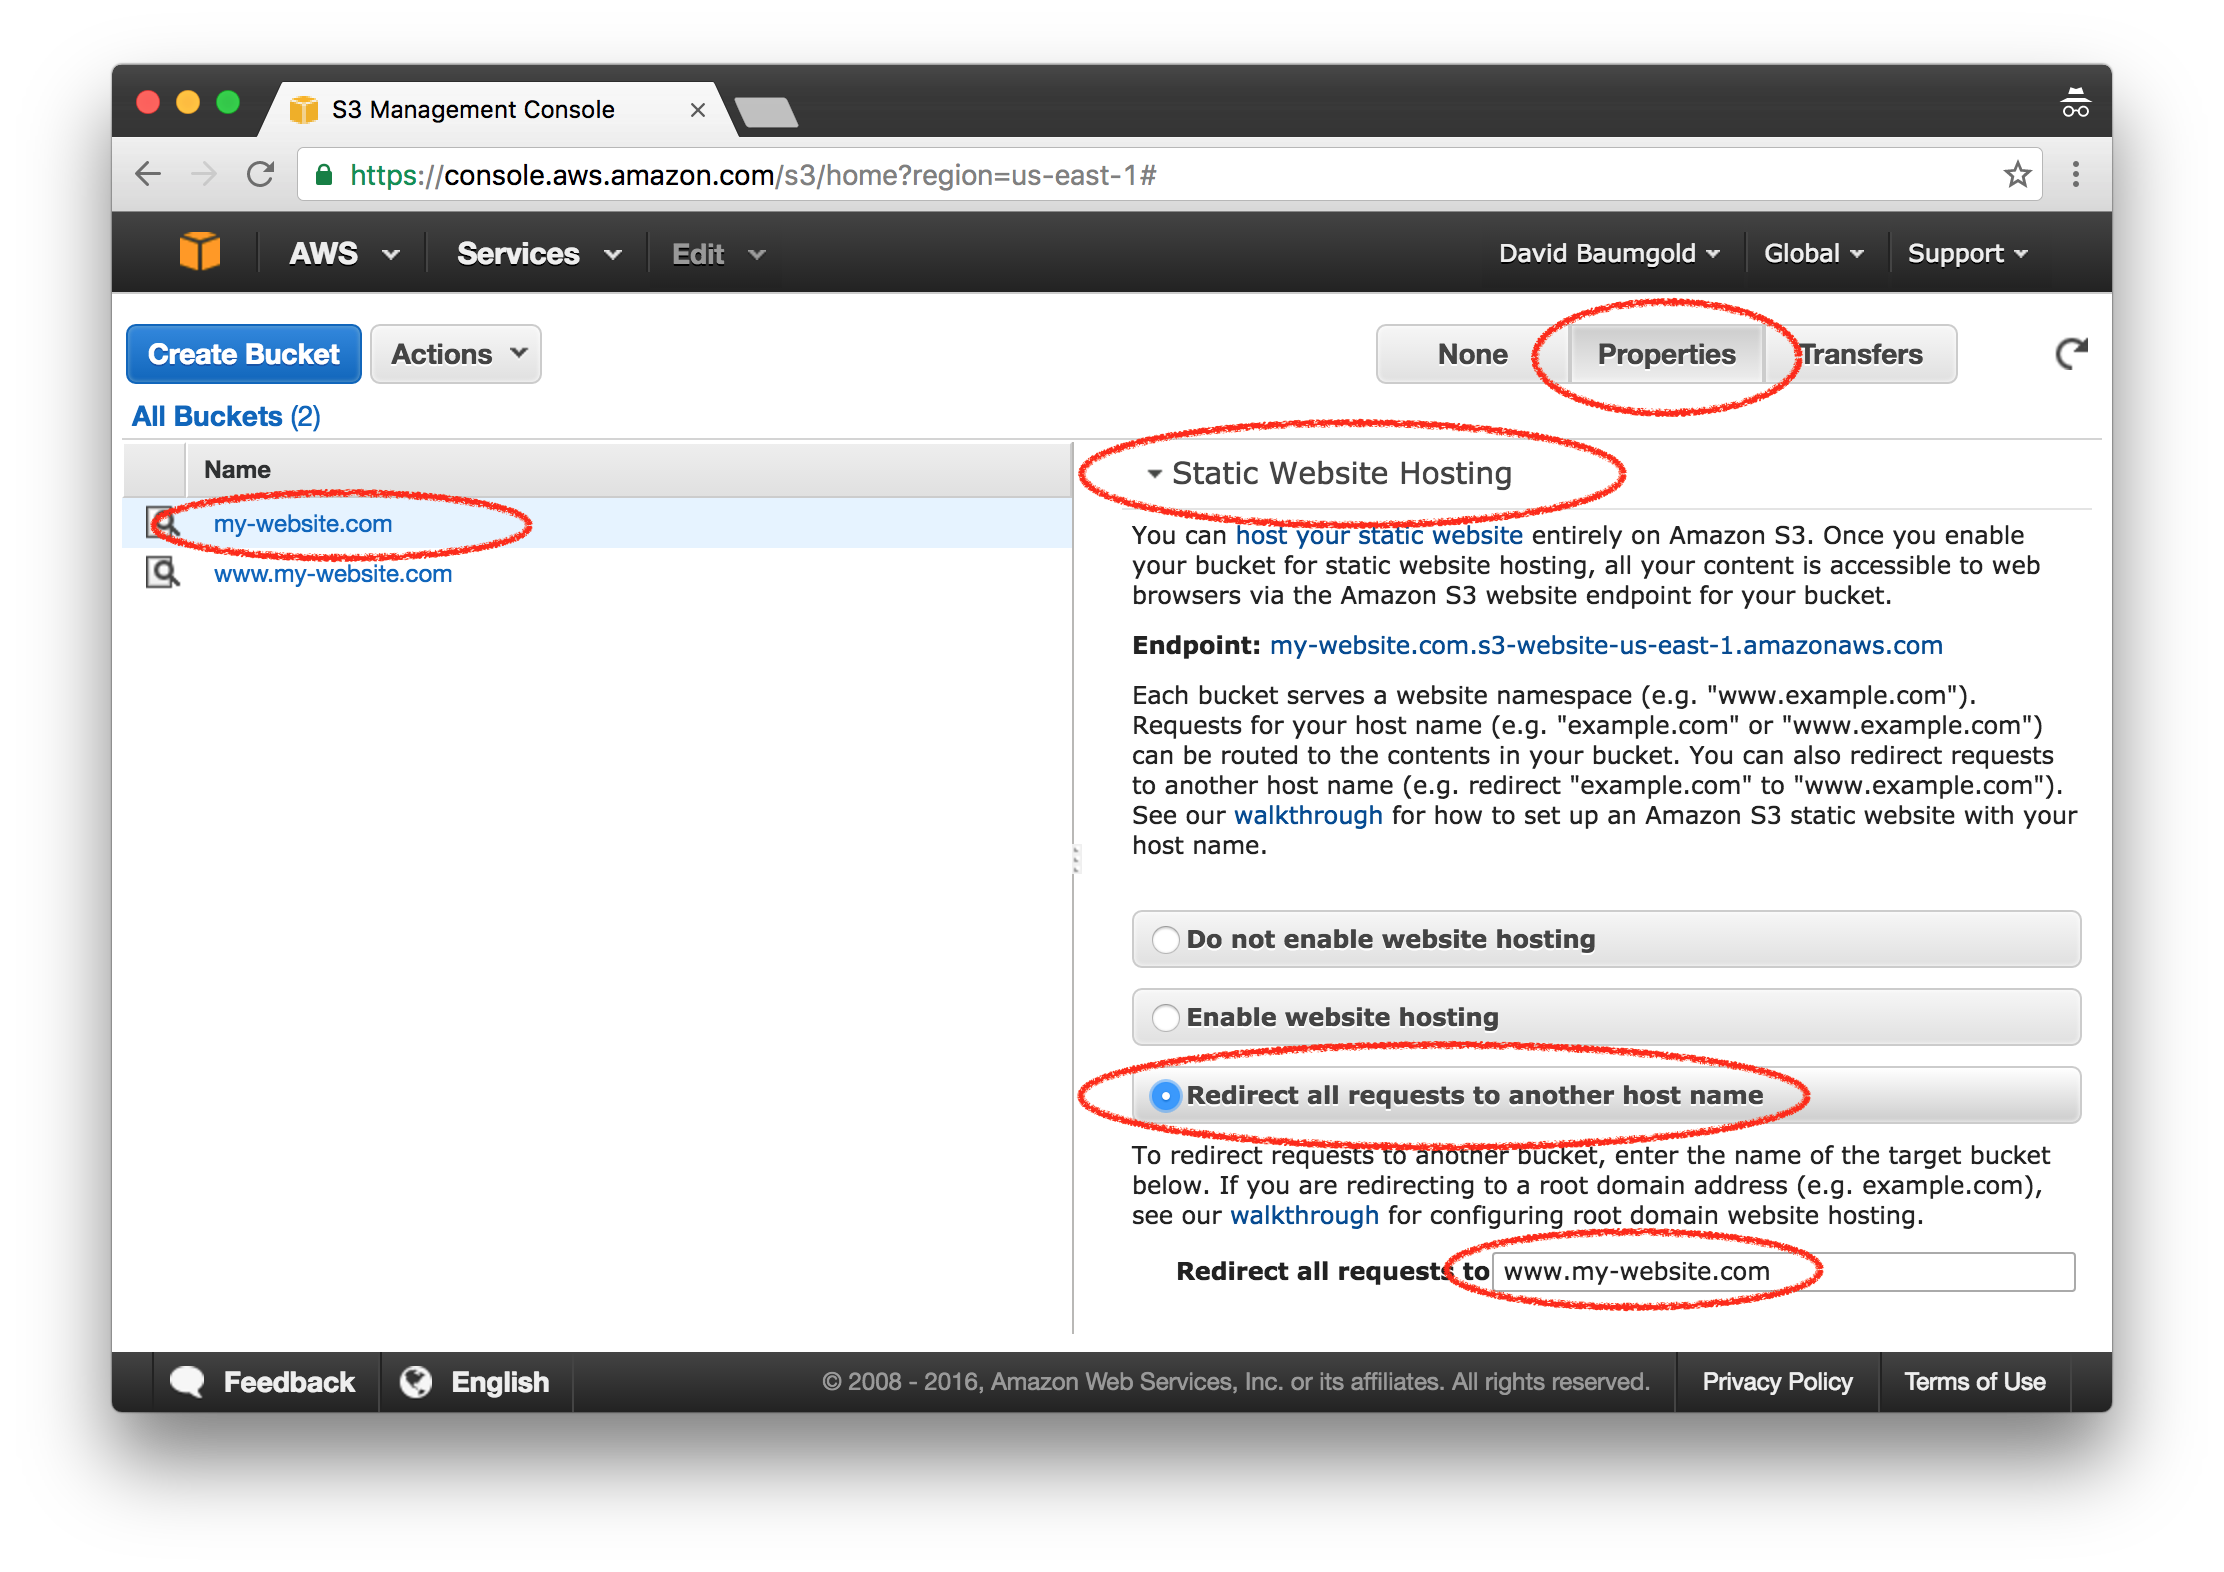 S3 Management Console
https://console.aws.amazon.com/s3/home?region=us-east-1#
AWS Services Edit David Baumgold Global Support
Create Bucket Actions None Properties Transfers
All Buckets (2)
Name
my-website.com
www.my-website.com
Static Website Hosting
You can host your static website entirely on Amazon S3. Once you enable
your bucket for static website hosting, all your content is accessible to web
browsers via the Amazon S3 website endpoint for your bucket.
Endpoint: my-website.com.s3-website-us-east-1.amazonaws.com
Each bucket serves a website namespace (e.g. "www.example.com").
Requests for your host name (e.g. "example.com" or "www.example.com")
can be routed to the contents in your bucket. You can also redirect requests
to another host name (e.g. redirect "example.com" to "www.example.com").
See our walkthrough for how to set up an Amazon S3 static website with your
host name.
Do not enable website hosting
Enable website hosting
Redirect all requests to another host name
To redirect requests to another bucket, enter the name of the target bucket
below. If you are redirecting to a root domain address (e.g. example.com),
see our walkthrough for configuring root domain website hosting.
Redirect all requests to www.my-website.com
Feedback English © 2008 - 2016, Amazon Web Services, Inc. or its affiliates. All rights reserved. Privacy Policy Terms of Use